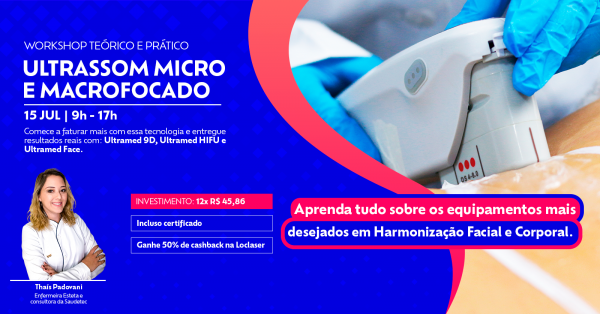 WORKSHOP TEÓRICO E PRÁTICO
ULTRASSOM MICRO
E MACROFOCADO
15 JUL | 9h - 17h
Comece a faturar mais com essa tecnologia e entregue
resultados reais com: Ultramed 9D, Ultramed HIFU e
Ultramed Face.
INVESTIMENTO: 12x R$ 45,86
Incluso certificado
Ganhe 50% de cashback na Loclaser
Thaís Padovani
Enfermeira Esteta e
consultora da Saudetec
Aprenda tudo sobre os equipamentos mais
desejados em Harmonização Facial e Corporal.